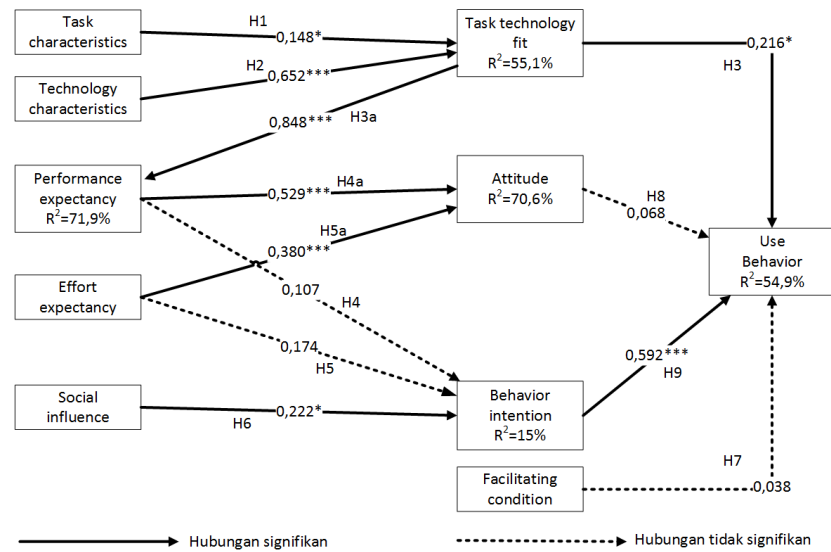 Task
characteristics
H1
0,148*
Task technology
fit
R²=55,1%
0,216*
H3
Technology
characteristics
H2
0,652***
0,848***
H3a
Performance
expectancy
R²=71,9%
H4a
0,529***
Attitude
R²=70,6%
H8
0,068
H5a
0,380***
Use
Behavior
R²=54,9%
Effort
expectancy
0,107
H4
0,174
H5
0,592***
H9
Social
influence
H6
0,222*
Behavior
intention
R²=15%
H7
Facilitating
condition
0,038
Hubungan signifikan
Hubungan tidak signifikan